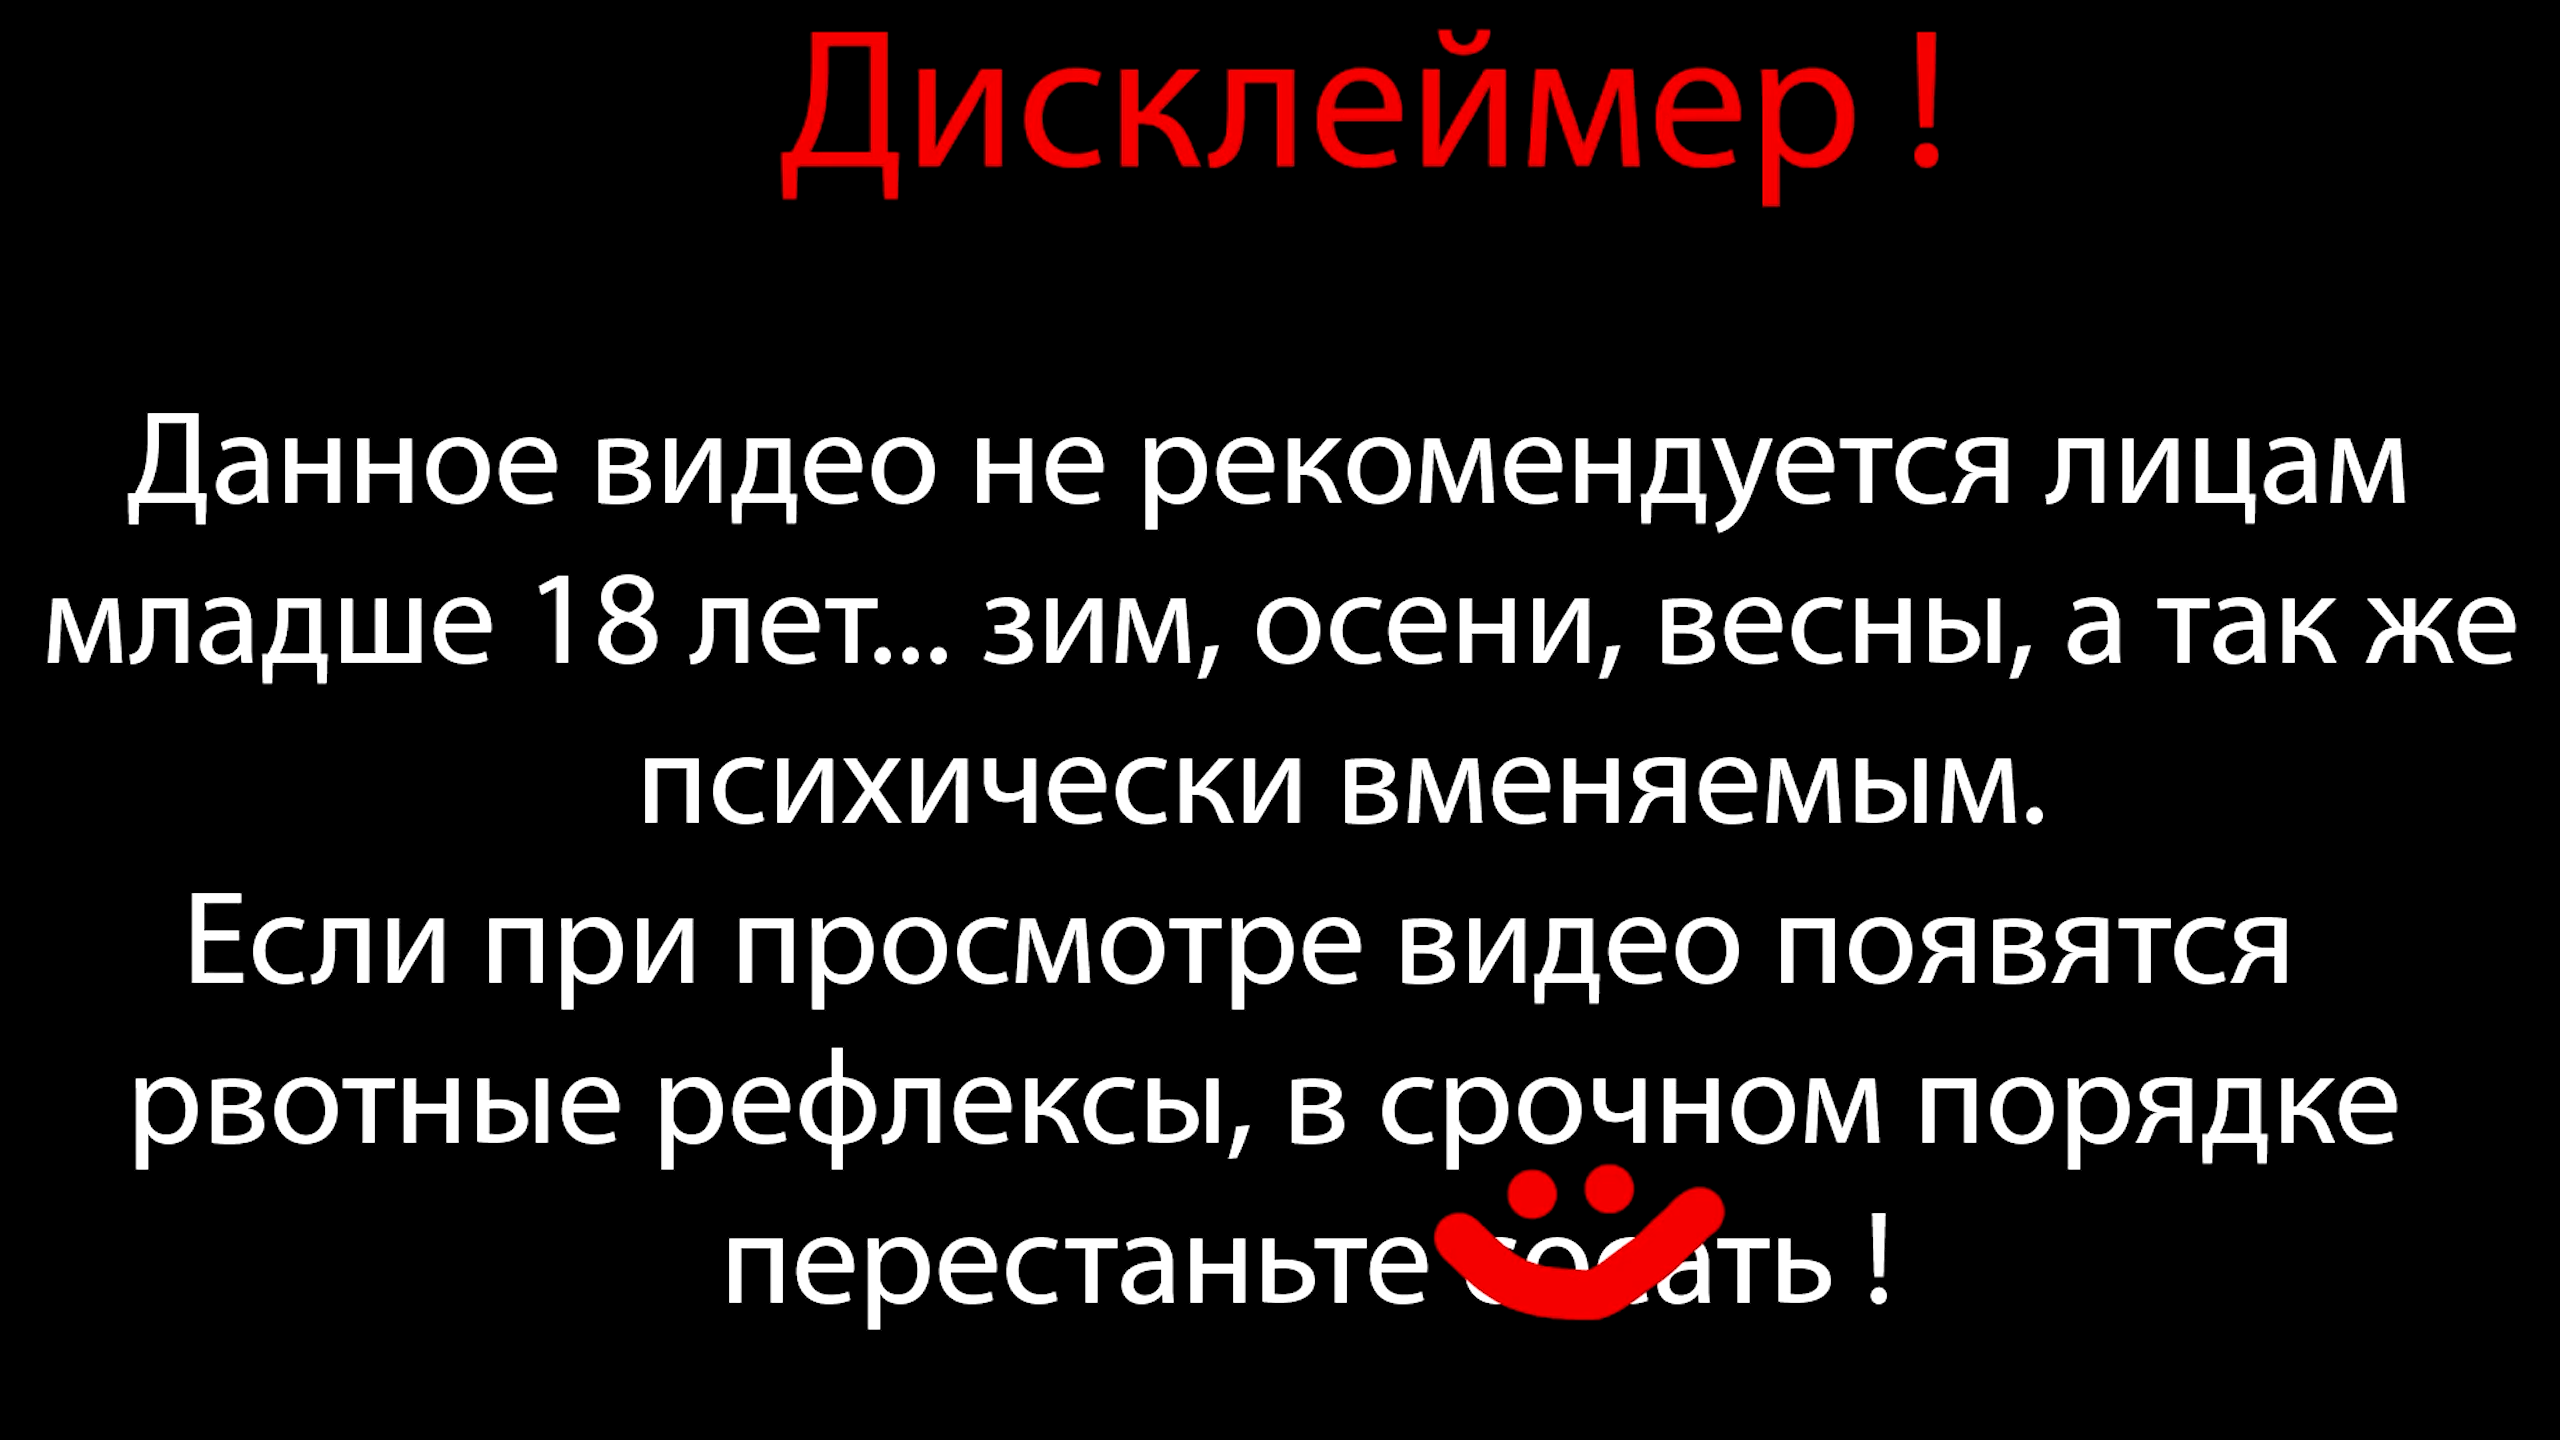 Дисклеймер !
Данное видео не рекомендуется лицам
младше 18 лет... зим, осени, весны, а так же
психически вменяемым.
Если при просмотре видео появятся
рвотные рефлексы, в срочном порядке
перестаньте сосать !